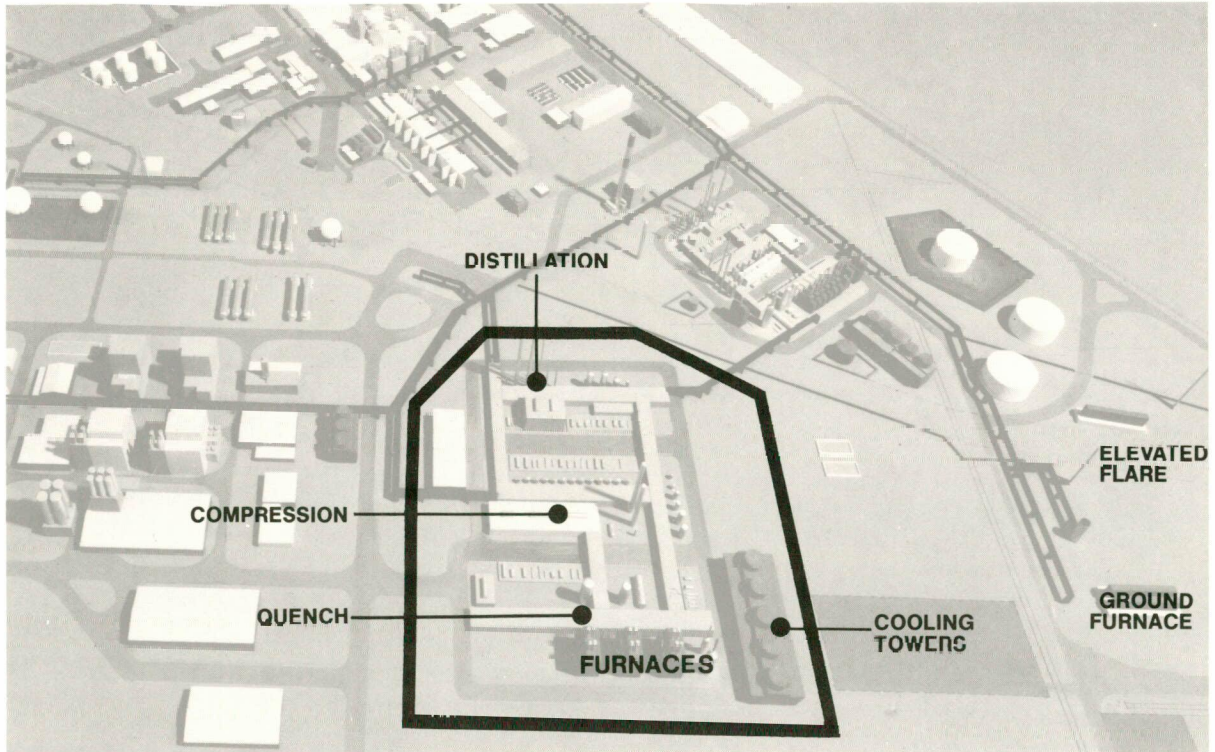 DISTILLATION
ELEVATED
FLARE
COMPRESSION
QUENCH
COOLING
TOWERS
GROUND
FURNACE
FURNACES